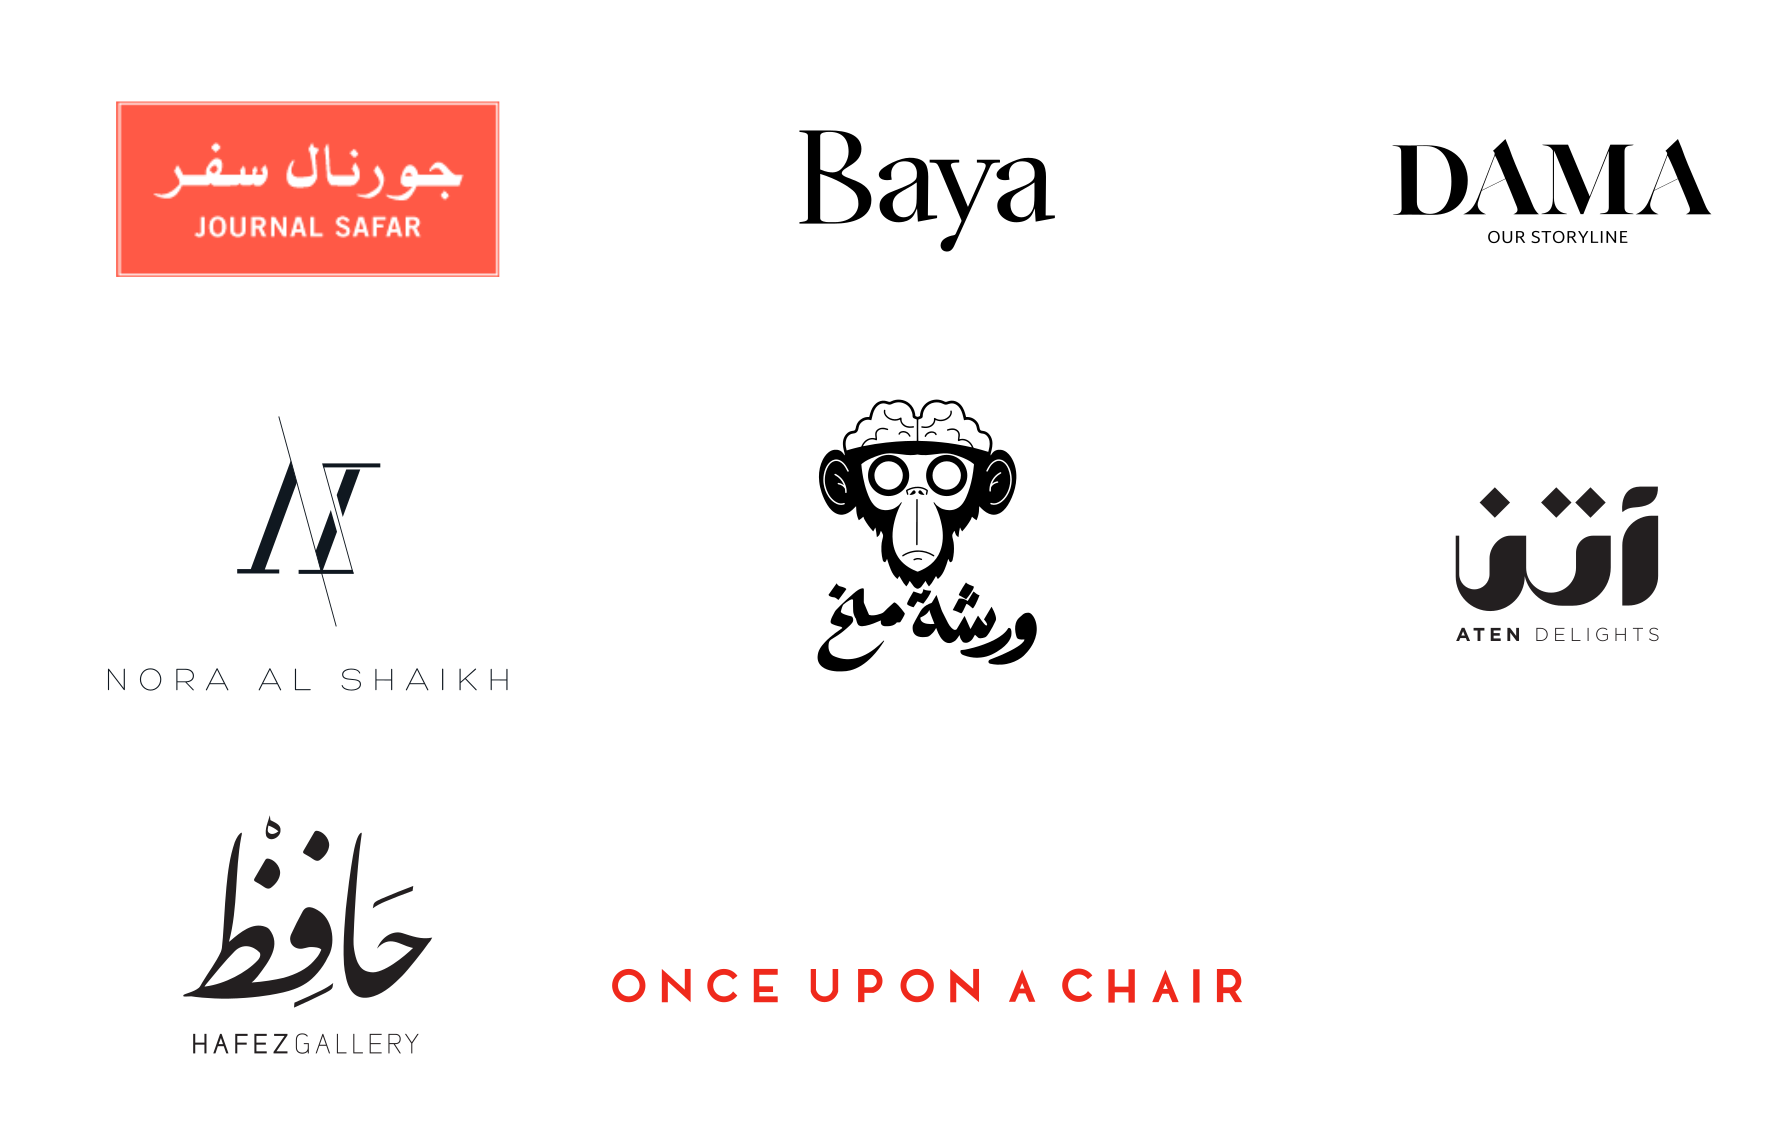 جورنال سفر
JOURNAL SAFAR
Baya
DAMA
OUR STORYLINE
NORA AL SHAIKH
ورشة مخ
آتن
ATEN DELIGHTS
حَافِظْ
HAFEZGALLERY
ONCE UPON A CHAIR